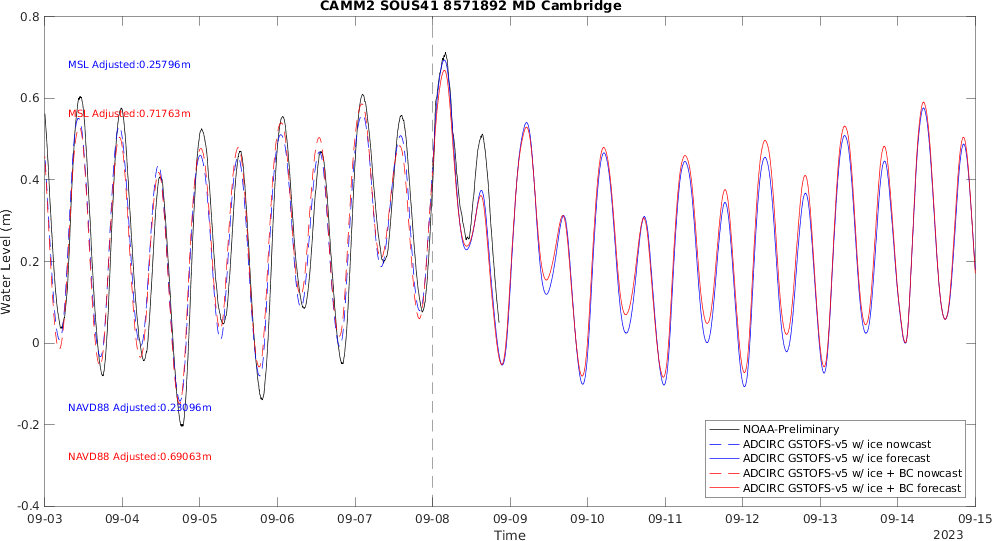 CAMM2 SOUS41 8571892 MD Cambridge
0.8
0.6
0.4
0.2
0
-0.2
-0.4
Water Level (m)
MSL Adjusted:0.25796m
MSL Adjusted:0.71763m
NAVD88 Adjusted:0.23096m
NAVD88 Adjusted:0.69063m
NOAA-Preliminary
ADCIRC GSTOFS-v5 w/ ice nowcast
ADCIRC GSTOFS-v5 w/ ice forecast
ADCIRC GSTOFS-v5 w/ ice + BC nowcast
ADCIRC GSTOFS-v5 w/ ice + BC forecast
09-03 09-04 09-05 09-06 09-07 09-08 09-09 09-10 09-11 09-12 09-13 09-14 09-15
Time
2023